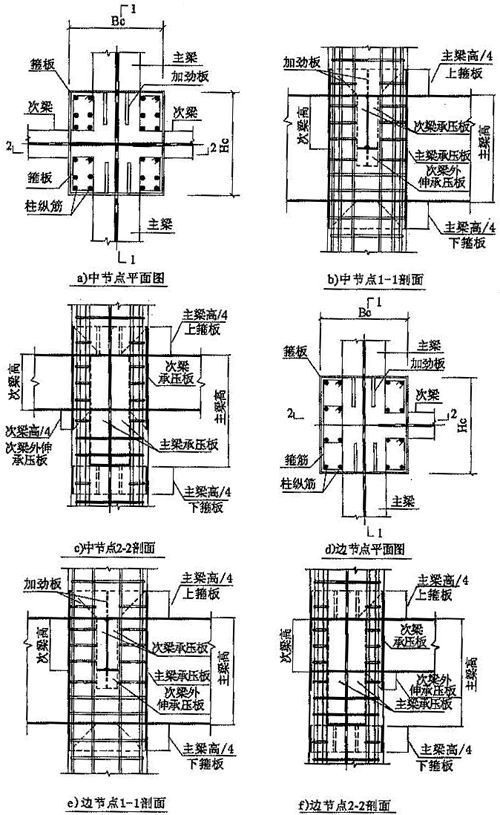 1
Bc
主梁
箍板
加劲板
次梁
次梁
2
2
Hc
箍板
柱纵筋
主梁
1
a)中节点平面图
加劲板
主梁高/4
上箍板
次梁高
次梁承压板
主梁承压板
次梁外
伸承压板
主梁高
主梁高/4
下箍板
b)中节点1-1剖面
主梁高/4
上箍板
次梁高
次梁
承压板
主梁高
次梁高/4
次梁外伸
承压板
主梁承压板
主梁高/4
下箍板
c)中节点2-2剖面
1
Bc
主梁
箍板
加劲板
次梁
2
2
Hc
箍筋
柱纵筋
主梁
1
d)边节点平面图
加劲板
主梁高/4
上箍板
次梁高
次梁承压板
主梁承压板
次梁外
伸承压板
主梁高
主梁高/4
下箍板
e)边节点1-1剖面
主梁高/4
上箍板
次梁高
次梁
承压板
次梁外
伸承压板
主梁承压板
主梁高
主梁高/4
下箍板
f)边节点2-2剖面